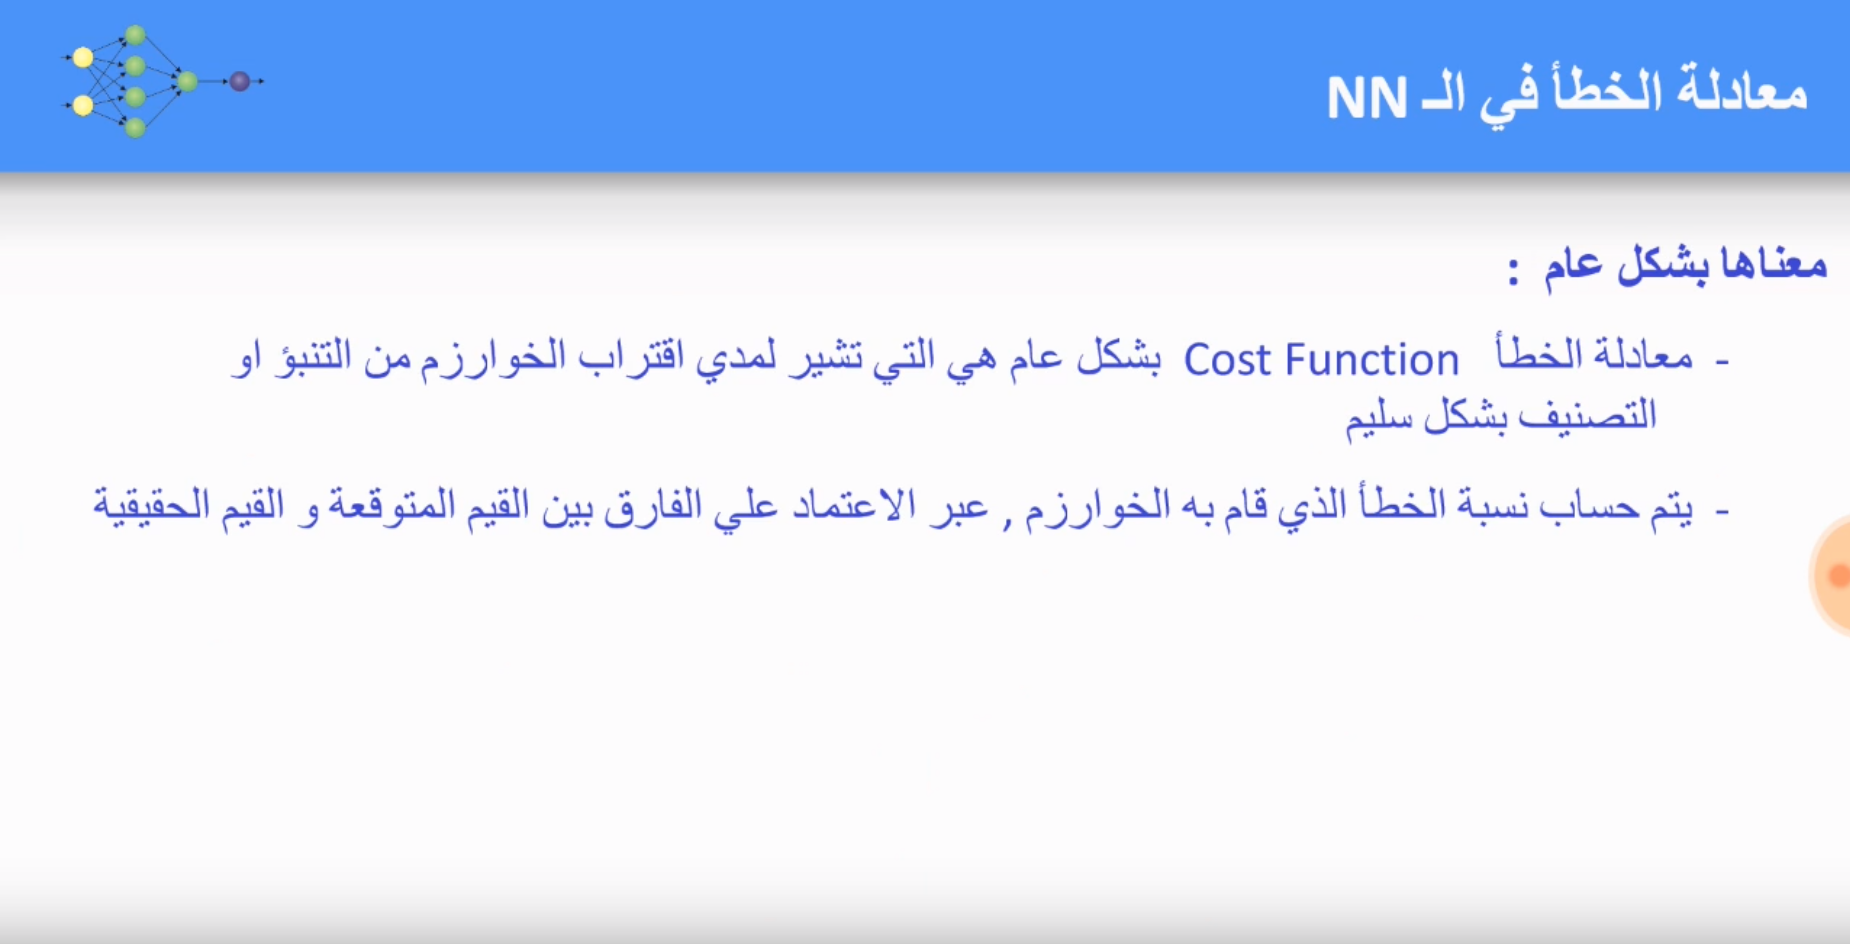 معادلة الخطأ في الـ NN
معناها بشكل عام :
- معادلة الخطأ Cost Function بشكل عام هي التي تشير لمدي اقتراب الخوارزم من التنبؤ او
التصنيف بشكل سليم
- يتم حساب نسبة الخطأ الذي قام به الخوارزم , عبر الاعتماد علي الفارق بين القيم المتوقعة و القيم الحقيقية